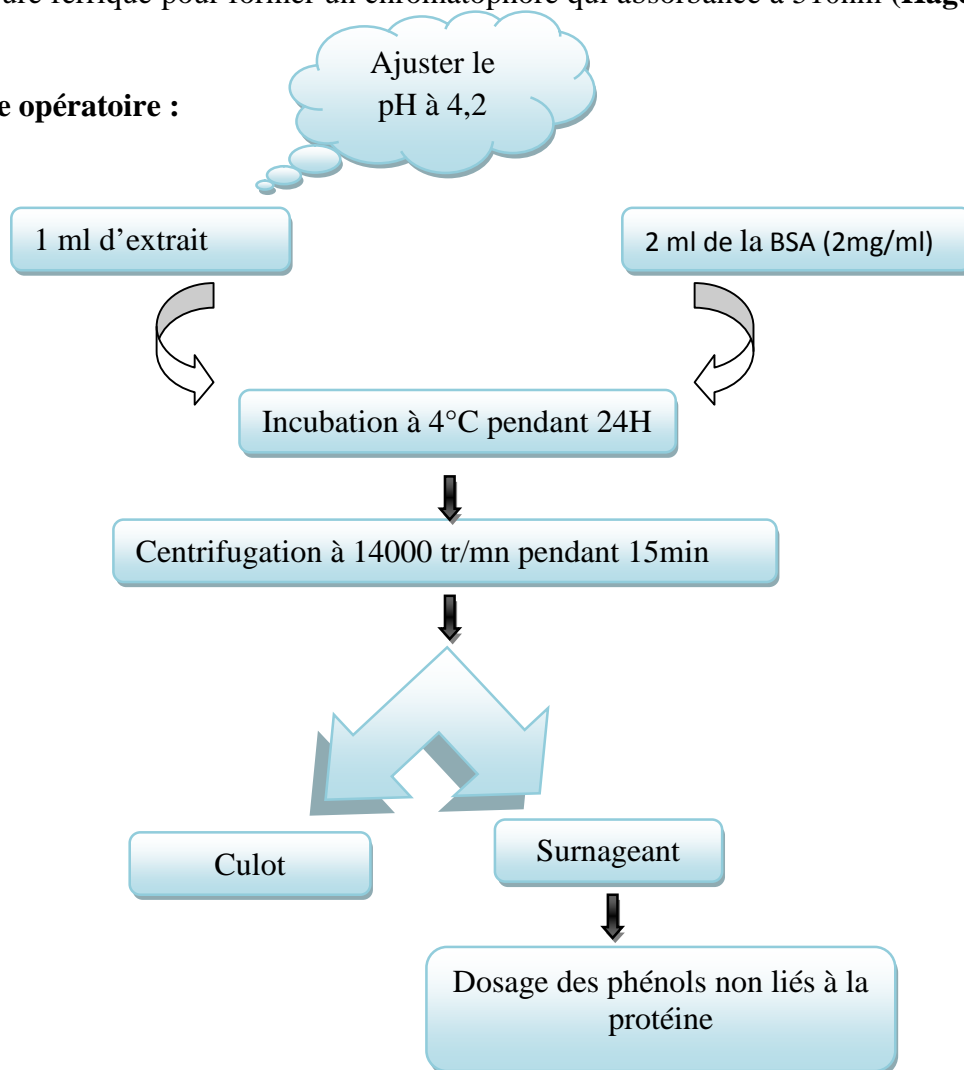 ferrique pour former un chromatophore qui absorbance à 510nm (
Ajuster le
pH à 4,2
opératoire :
1 ml d’extrait
2 ml de la BSA (2mg/ml)
Incubation à 4°C pendant 24H
Centrifugation à 14000 tr/mn pendant 15min
Culot
Surnageant
Dosage des phénols non liés à la
protéine